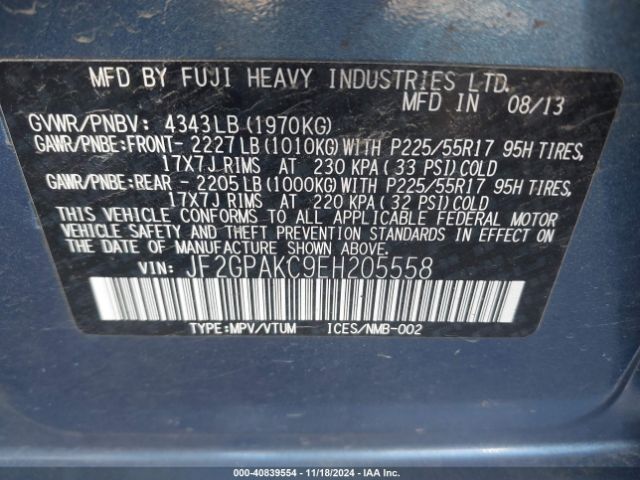 MFD BY FUJI HEAVY INDUSTRIES LTD.
MFD IN 08/13
GVWR/PNBV: 4343LB (1970KG)
GAWR/PNBE:FRONT- 2227 LB (1010KG) WITH P225/55R17 95H TIRES,
17X7J RIMS AT 230 KPA (33 PSI) COLD
GAWR/PNBE:REAR - 2205 LB (1000KG) WITH P225/55R17 95H TIRES,
17X7J RIMS AT 220 KPA (32 PSI) COLD
THIS VEHICLE CONFORMS TO ALL APPLICABLE FEDERAL MOTOR
VEHICLE SAFETY AND THEFT PREVENTION STANDARDS IN EFFECT
ON THE DATE OF MANUFACTURE SHOWN ABOVE.
VIN: JF2GPAKC9EH205558
TYPE:MPV/VTUM ICES/NMB-002
000-40839554 - 11/18/2024 - IAAI.com